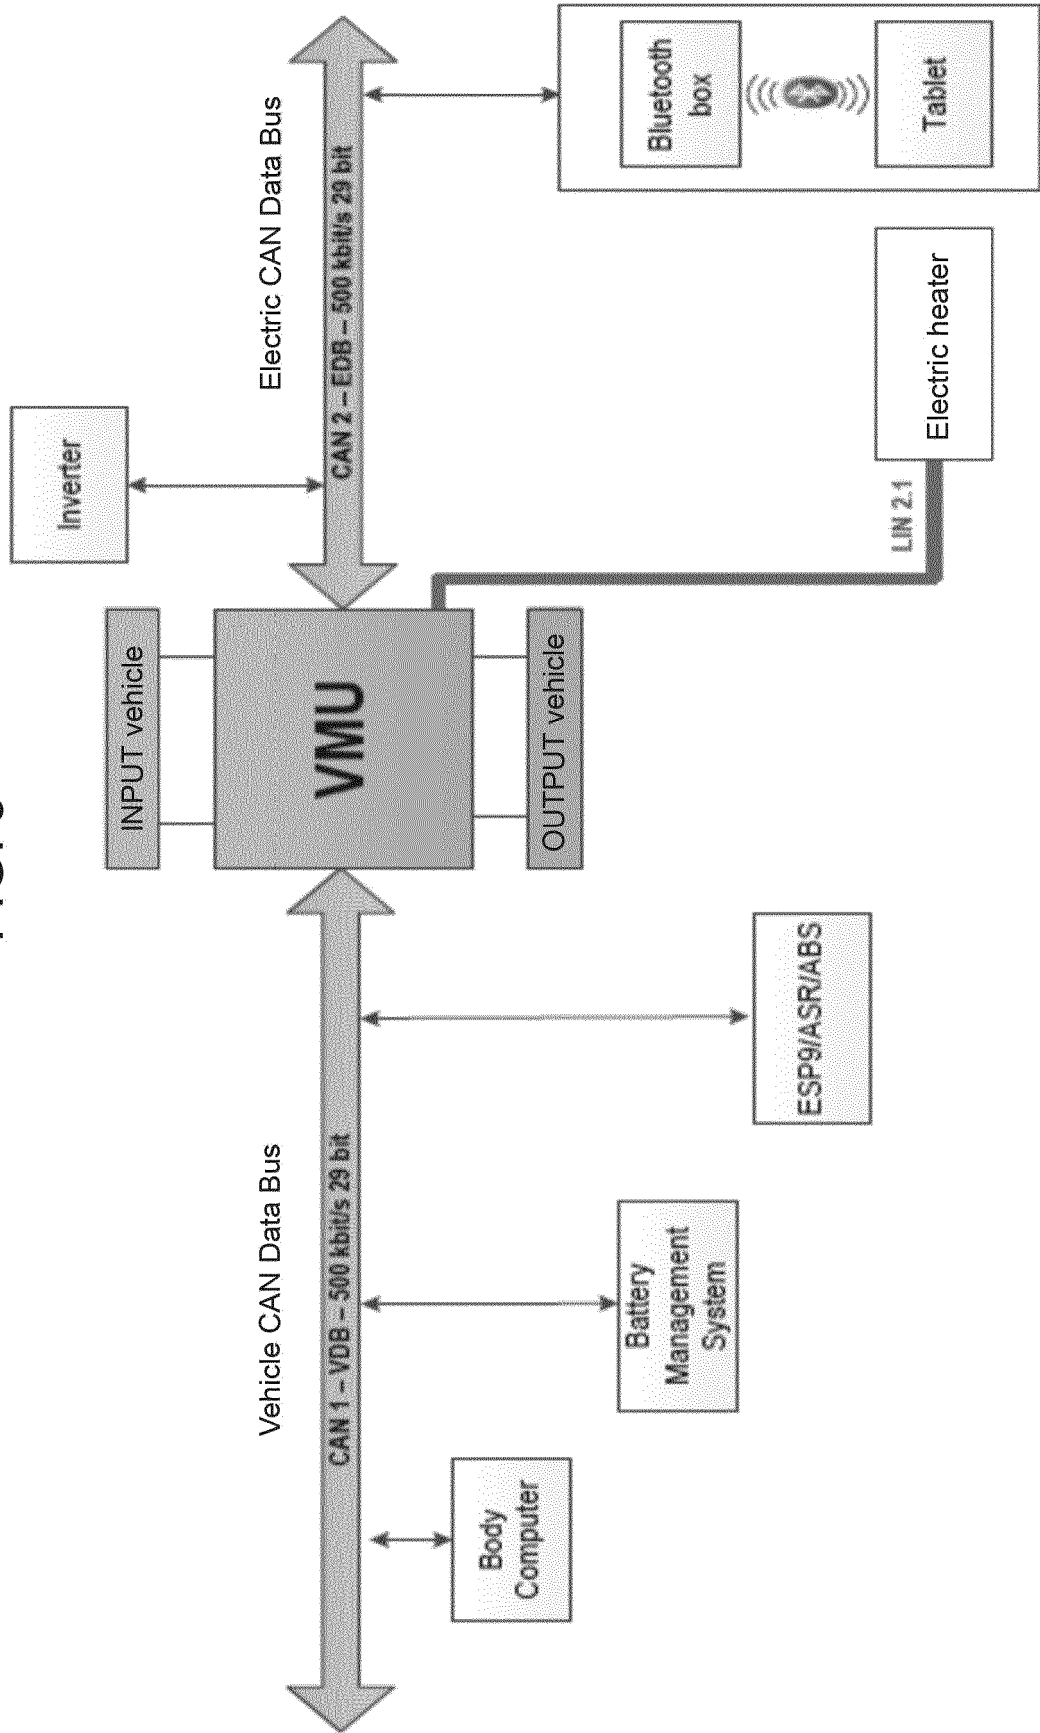 Inverter
INPUT vehicle
Vehicle CAN Data Bus
Electric CAN Data Bus
CAN 1 – VDB – 500 kbit/s 29 bit
VMU
CAN 2 – EDB – 500 kbit/s 29 bit
OUTPUT vehicle
Body
Computer
Battery
Management
System
ESP9/ASR/ABS
LIN 2.1
Electric heater
Bluetooth
box
Tablet